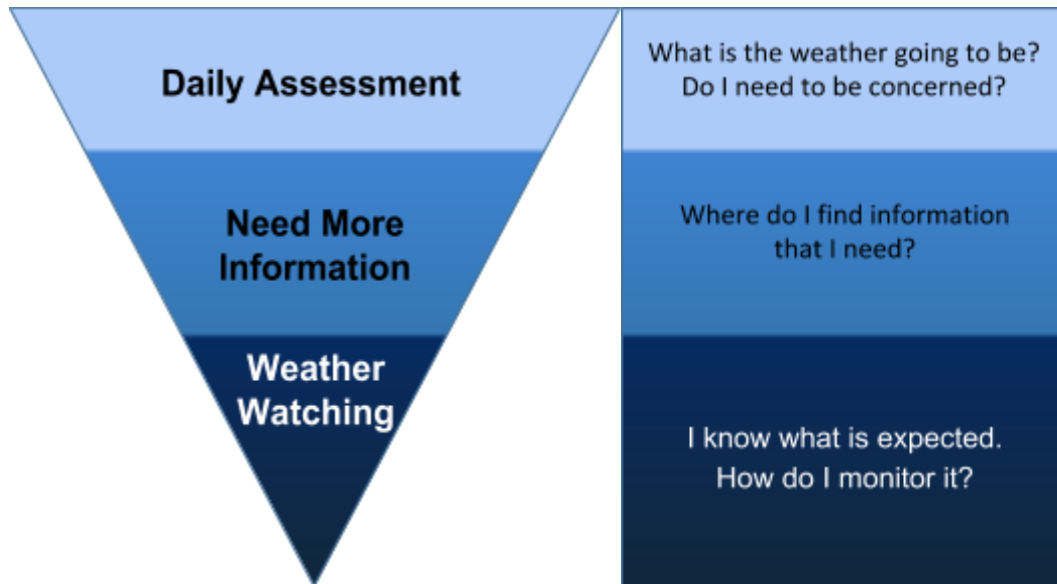 Daily Assessment
What is the weather going to be?
Do I need to be concerned?
Need More
Information
Where do I find information
that I need?
Weather
Watching
I know what is expected.
How do I monitor it?